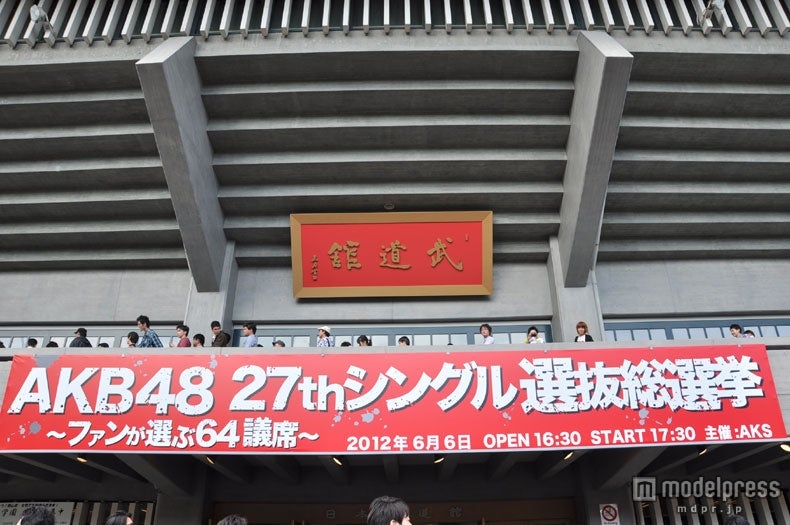 武道館
AKB48 27thシングル 選抜総選挙
～ファンが選ぶ64議席～
2012年6月6日 OPEN 16:30 START 17:30 主催:AKS
modelpress
mdpr.jp